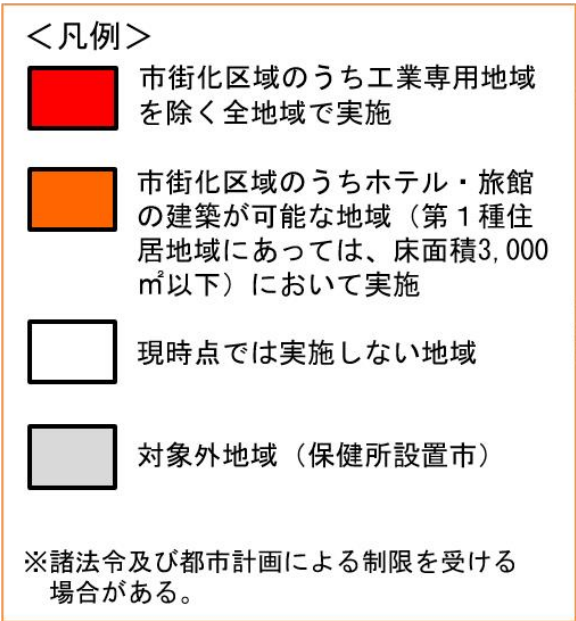 ＜凡例＞
市街化区域のうち工業専用地域
を除く全地域で実施
市街化区域のうちホテル・旅館
の建築が可能な地域（第１種住
居地域にあっては、床面積3,000
㎡以下）において実施
現時点では実施しない地域
対象外地域（保健所設置市）
※諸法令及び都市計画による制限を受ける
場合がある。